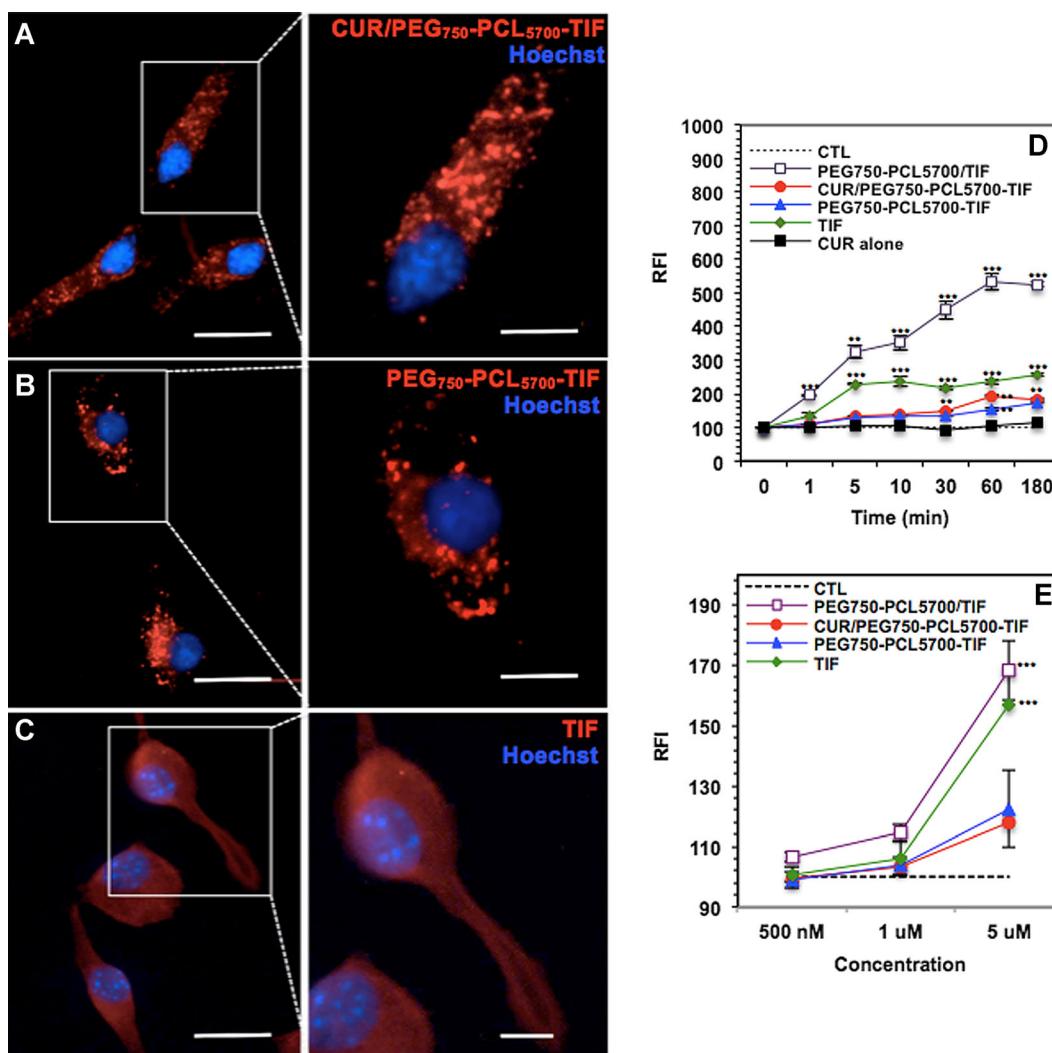 A
CUR/PEG750-PCL5700-TIF
Hoechst
B
PEG750-PCL5700-TIF
C
TIF
Hoechst
D
CTL
PEG750-PCL5700/TIF
CUR/PEG750-PCL5700-TIF
PEG750-PCL5700-TIF
TIF
CUR alone
RFI
1000
900
800
700
600
500
400
300
200
100
0
***
**
***
***
***
***
***
***
***
***
***
**
**
**
**
0 1 5 10 30 60 180
Time (min)
E
CTL
PEG750-PCL5700/TIF
CUR/PEG750-PCL5700-TIF
PEG750-PCL5700-TIF
TIF
RFI
190
170
150
130
110
90
***
***
500 nM 1 uM 5 uM
Concentration